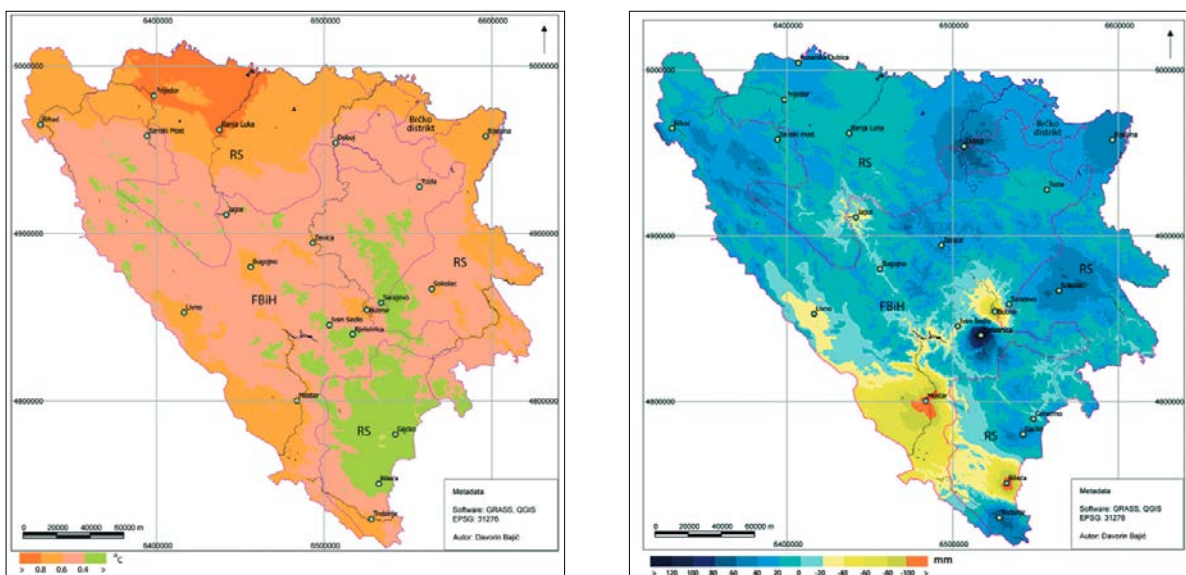 6400000 6500000 6600000
5000000
Prijedor
Bihać
Sanski Most
Banja Luka
Doboj
Brčko
distrikt
Bijeljina
RS
Tuzla
Jajce
4900000
Zenica
Bugojno
RS
Sokolac
FBiH
Livno
Sarajevo
Butmir
Ivan Sedlo
Bjelašnica
4800000
Mostar
RS
Gacko
Bileća
Trebinje
Metadata
Software: GRASS, QGIS
EPSG: 31276
Autor: Davorin Bajić
0 20000 40000 60000 m
6400000 6500000
> 0.8 0.6 0.4 > °C
6400000 6500000 6600000
5000000
Prijedor
Bihać
Sanski Most
Banja Luka
Doboj
Brčko
distrikt
Bijeljina
RS
Tuzla
Jajce
4900000
Zenica
Bugojno
RS
Sokolac
FBiH
Livno
Sarajevo
Butmir
Ivan Sedlo
4800000
Mostar
Čemerno
RS
Gacko
Bileća
Trebinje
Metadata
Software: GRASS, QGIS
EPSG: 31276
Autor: Davorin Bajić
0 20000 40000 60000 m
6400000 6500000
> 120 100 80 60 40 20 0 -20 -40 -60 -80 -100 > mm